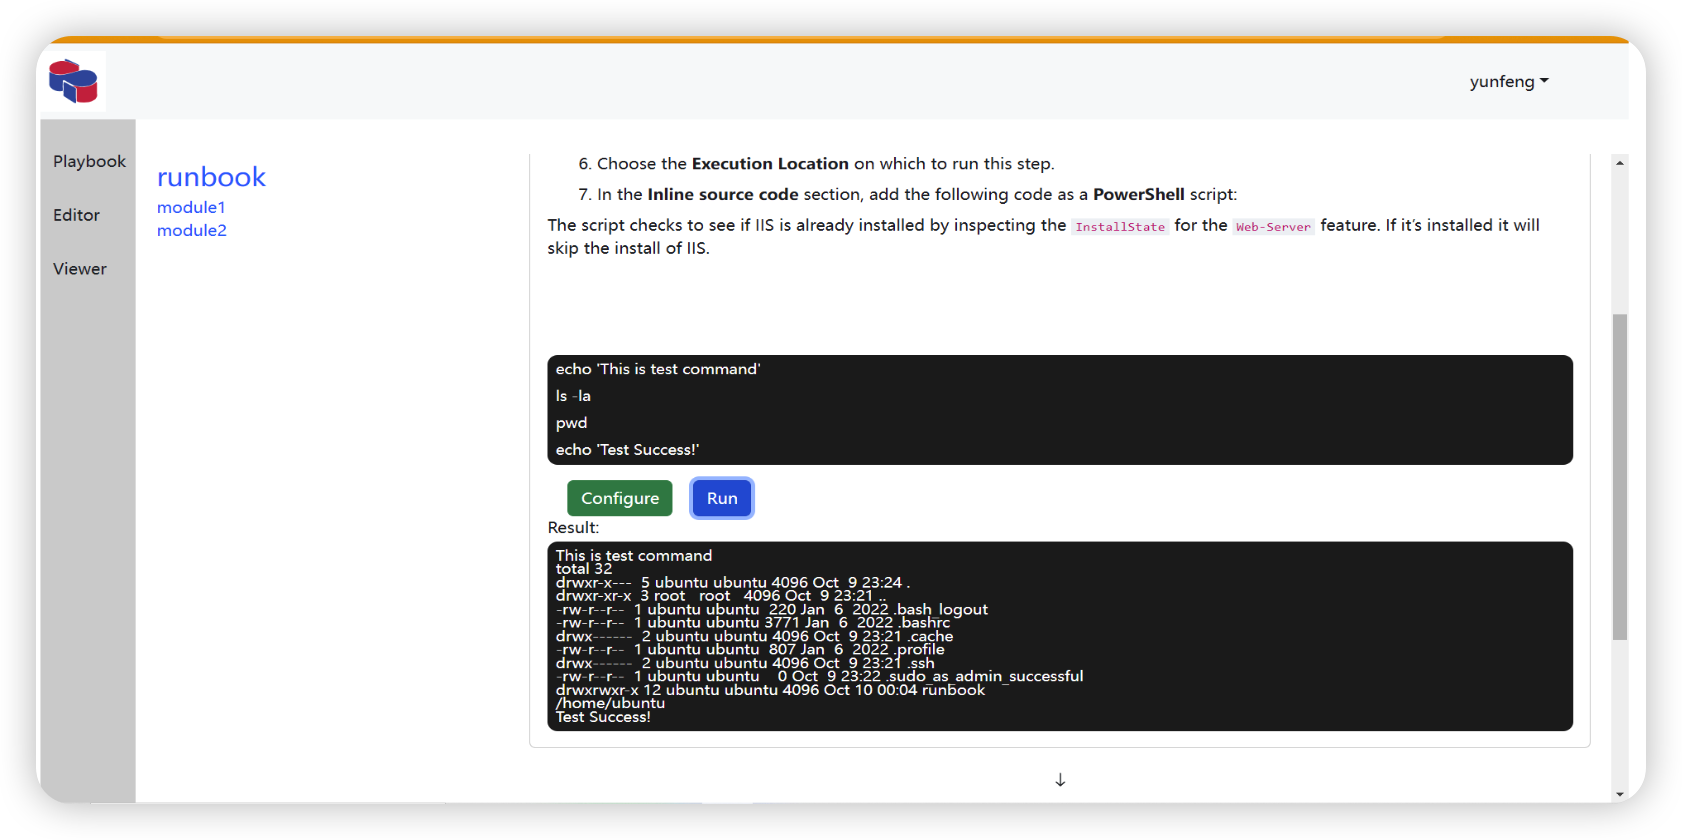 yunfeng
Playbook
Editor
Viewer
runbook
module1
module2
6. Choose the Execution Location on which to run this step.
7. In the Inline source code section, add the following code as a PowerShell script:
The script checks to see if IIS is already installed by inspecting the InstallState for the Web-Server feature. If it’s installed it will
skip the install of IIS.
echo 'This is test command'
ls -la
pwd
echo 'Test Success!'
Configure
Run
Result:
This is test command
total 32
drwxr-x--- 5 ubuntu ubuntu 4096 Oct 9 23:24 .
drwxr-xr-x 3 root root 4096 Oct 9 23:21 ..
-rw-r--r-- 1 ubuntu ubuntu 220 Jan 6 2022 .bash_logout
-rw-r--r-- 1 ubuntu ubuntu 3771 Jan 6 2022 .bashrc
drwx------ 2 ubuntu ubuntu 4096 Oct 9 23:21 .cache
-rw-r--r-- 1 ubuntu ubuntu 807 Jan 6 2022 .profile
drwx------ 2 ubuntu ubuntu 4096 Oct 9 23:21 .ssh
-rw-r--r-- 1 ubuntu ubuntu 0 Oct 9 23:22 .sudo_as_admin_successful
drwxrwxr-x 12 ubuntu ubuntu 4096 Oct 10 00:04 runbook
/home/ubuntu
Test Success!